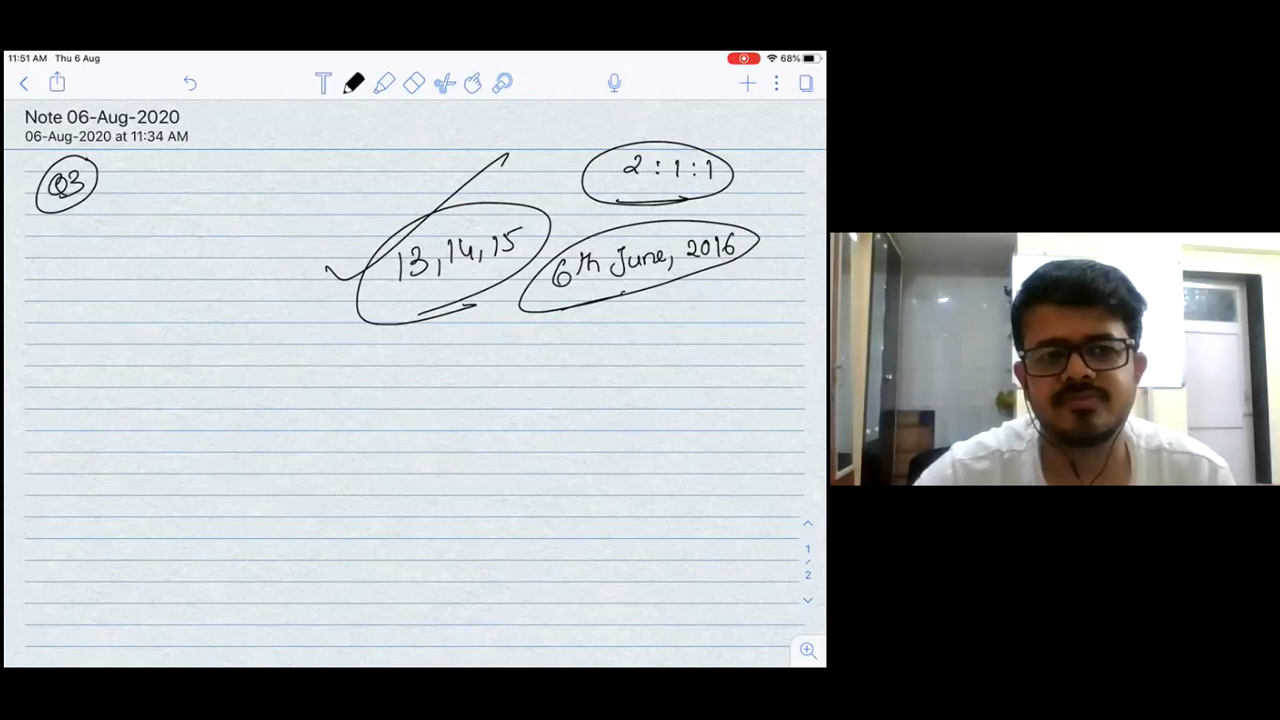 11:51 AM Thu 6 Aug
68%
T
Note 06-Aug-2020
06-Aug-2020 at 11:34 AM
Q3
2 : 1 : 1
13, 14, 15
6th June, 2016
1
/
2